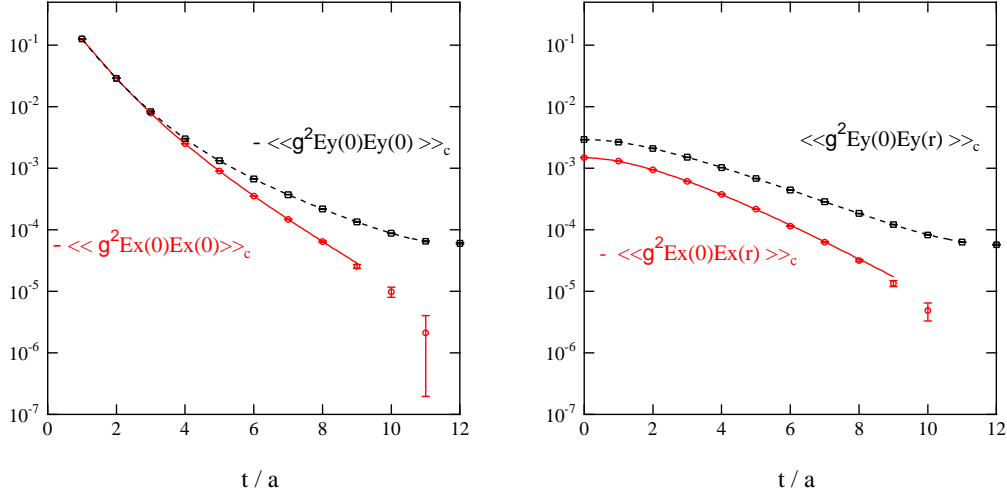 10^-1
10^-2
10^-3
10^-4
10^-5
10^-6
10^-7
0 2 4 6 8 10 12
t / a
- <<g^2Ey(0)Ey(0) >>_c
- << g^2Ex(0)Ex(0)>>_c
10^-1
10^-2
10^-3
10^-4
10^-5
10^-6
10^-7
0 2 4 6 8 10 12
t / a
<<g^2Ey(0)Ey(r) >>_c
- <<g^2Ex(0)Ex(r) >>_c